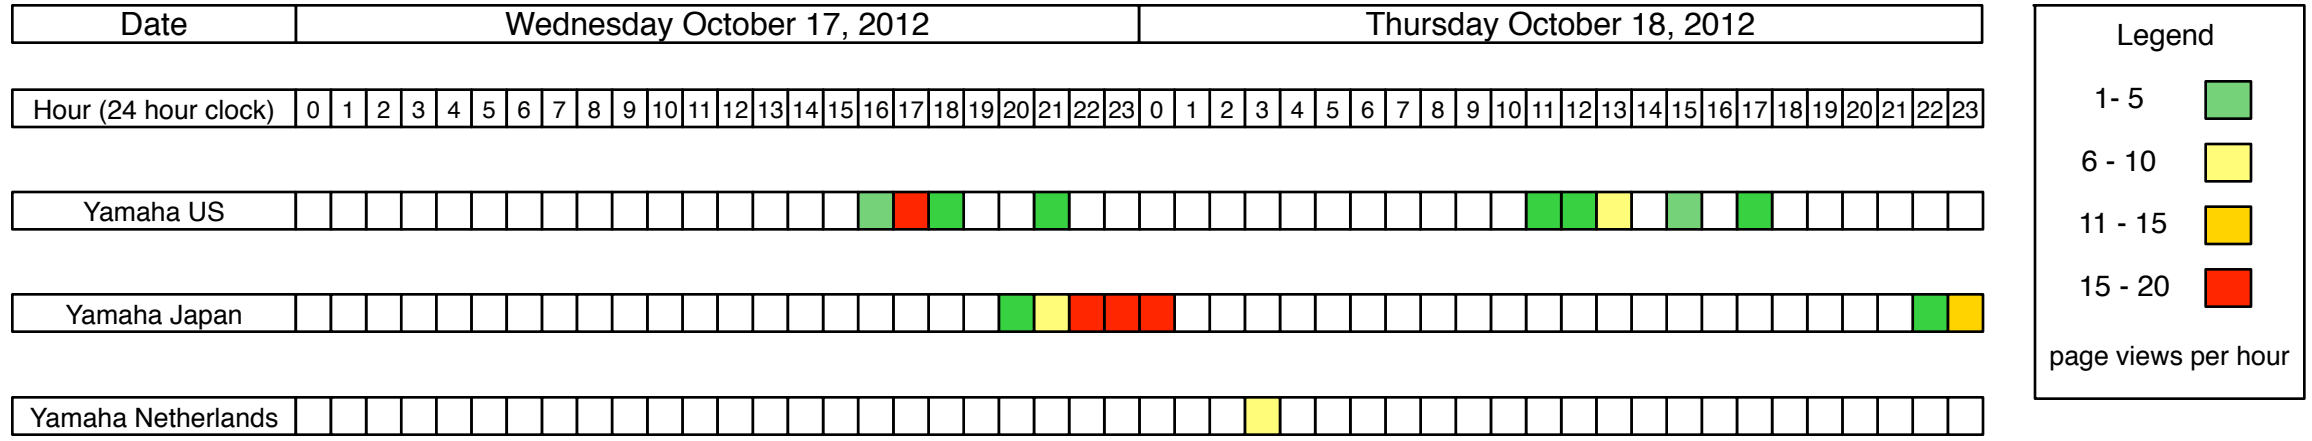 Date Wednesday October 17, 2012 Thursday October 18, 2012
Hour (24 hour clock) 0 1 2 3 4 5 6 7 8 9 10 11 12 13 14 15 16 17 18 19 20 21 22 23 0 1 2 3 4 5 6 7 8 9 10 11 12 13 14 15 16 17 18 19 20 21 22 23
Yamaha US
Yamaha Japan
Yamaha Netherlands
Legend
1- 5
6 - 10
11 - 15
15 - 20
page views per hour